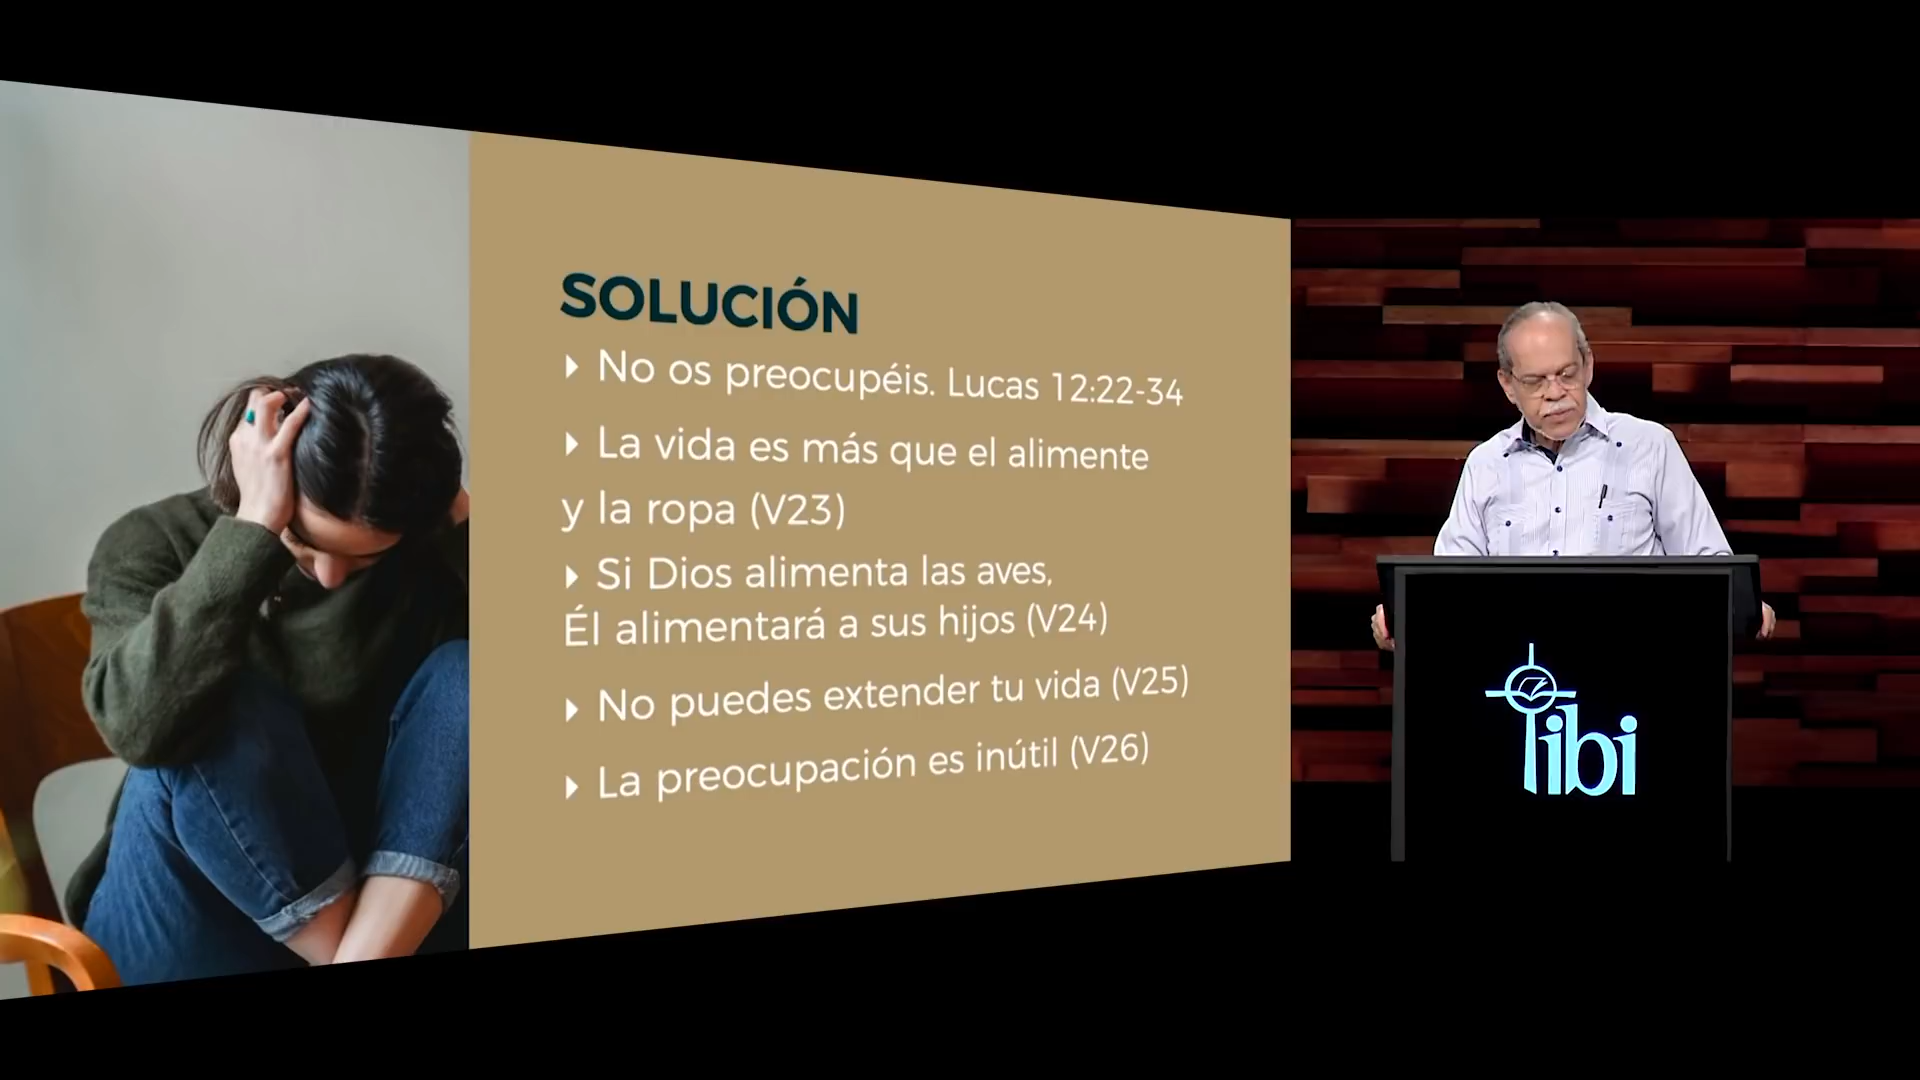 SOLUCIÓN
No os preocupéis. Lucas 12:22-34
La vida es más que el alimente
y la ropa (V23)
Si Dios alimenta las aves,
Él alimentará a sus hijos (V24)
No puedes extender tu vida (V25)
La preocupación es inútil (V26)
ibi